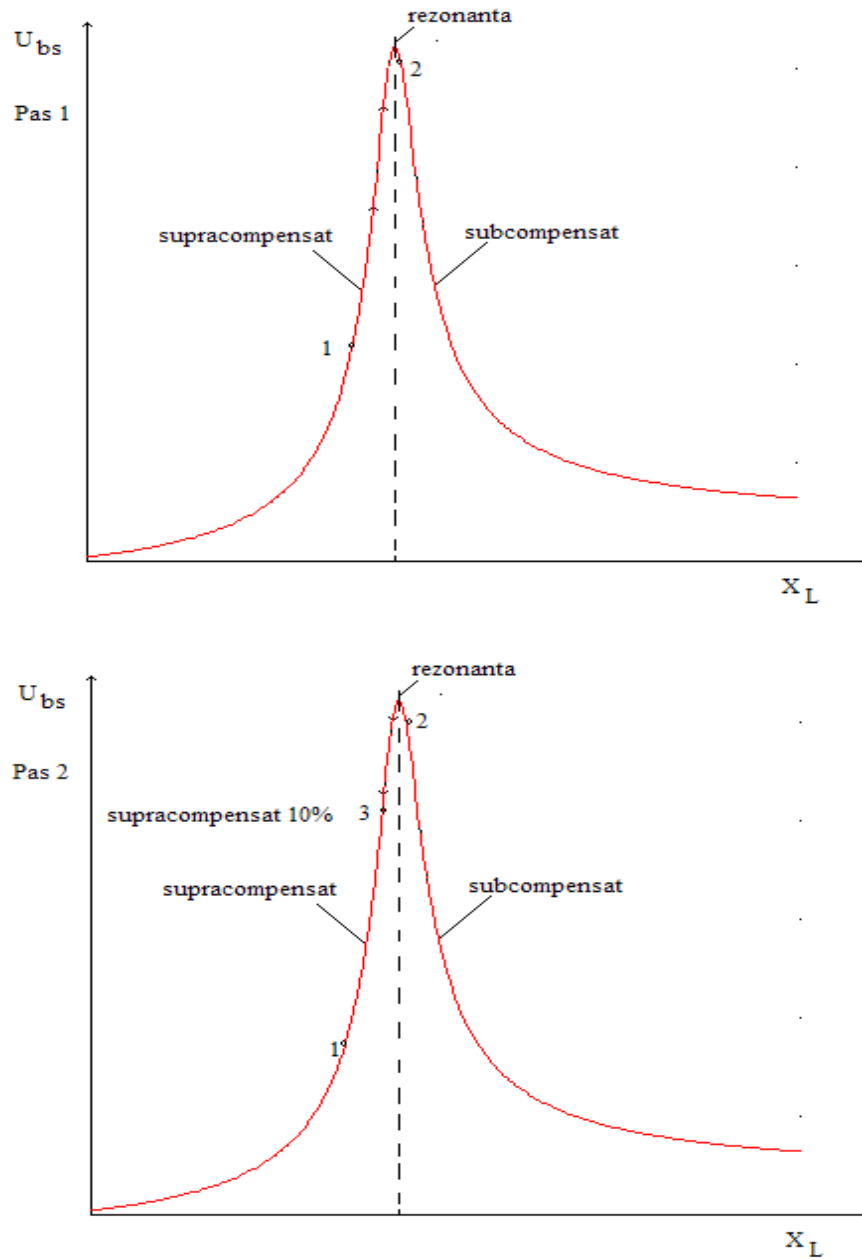 rezonanta
U bs
2
Pas 1
supracompensat
subcompensat
1
X L
rezonanta
U bs
2
Pas 2
supracompensat 10% 3
supracompensat
subcompensat
1
X L